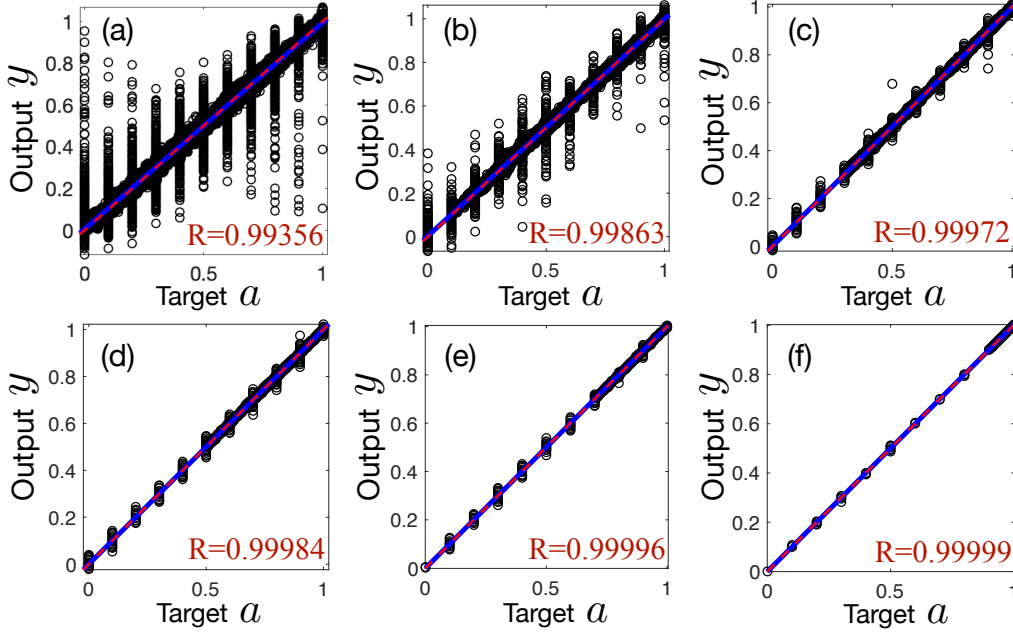 (a)
Output y
1
0.8
0.6
0.4
0.2
0
R=0.99356
0 0.5 1
Target a
(b)
Output y
1
0.8
0.6
0.4
0.2
0
R=0.99863
0 0.5 1
Target a
(c)
Output y
1
0.8
0.6
0.4
0.2
0
R=0.99972
0 0.5 1
Target a
(d)
Output y
1
0.8
0.6
0.4
0.2
0
R=0.99984
0 0.5 1
Target a
(e)
Output y
1
0.8
0.6
0.4
0.2
0
R=0.99996
0 0.5 1
Target a
(f)
Output y
1
0.8
0.6
0.4
0.2
0
R=0.99999
0 0.5 1
Target a